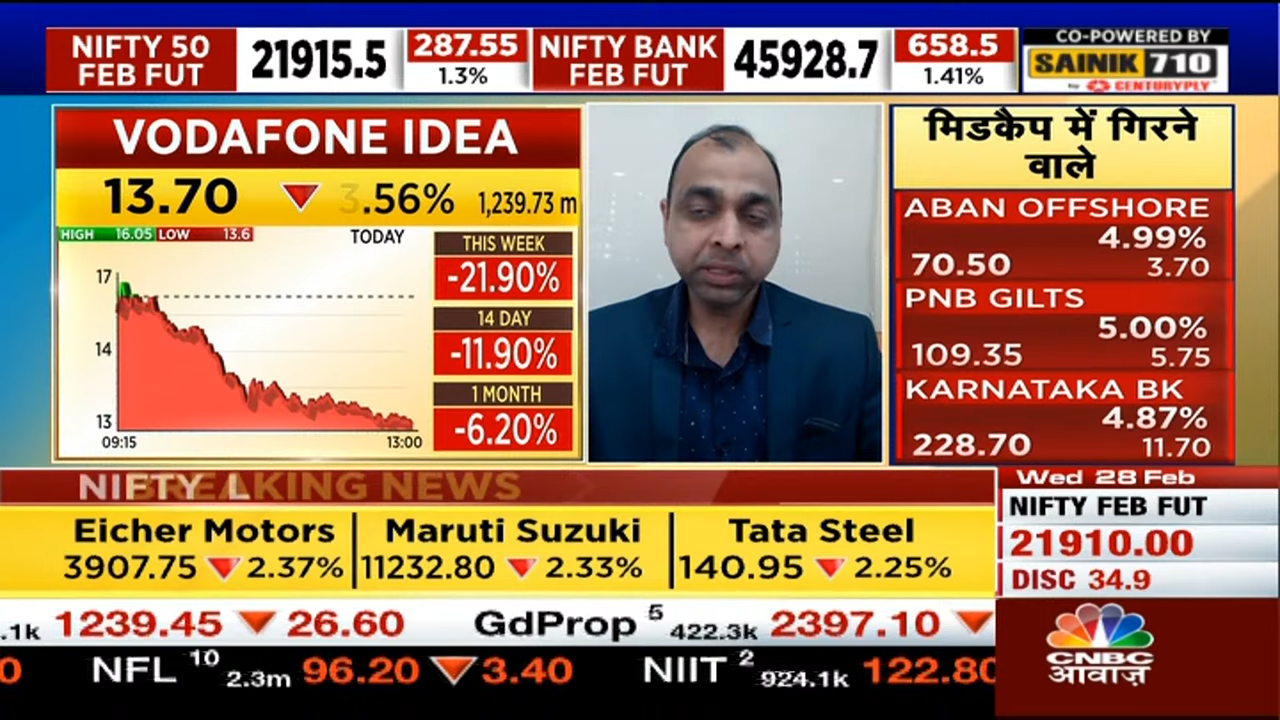 NIFTY 50
FEB FUT
21915.5
287.55
1.3%
NIFTY BANK
FEB FUT
45928.7
658.5
1.41%
CO-POWERED BY
SAINIK 710
by CENTURYPLY
VODAFONE IDEA
13.70
3.56%
1,239.73 m
HIGH 16.05 LOW 13.6
TODAY
17
14
13
09:15
13:00
THIS WEEK
-21.90%
14 DAY
-11.90%
1 MONTH
-6.20%
मिडकैप में गिरने
वाले
ABAN OFFSHORE
4.99%
70.50
3.70
PNB GILTS
5.00%
109.35
5.75
KARNATAKA BK
4.87%
228.70
11.70
NIFTY L
BREAKING NEWS
Eicher Motors
3907.75 2.37%
Maruti Suzuki
11232.80 2.33%
Tata Steel
140.95 2.25%
Wed 28 Feb
NIFTY FEB FUT
21910.00
DISC 34.9
.1k 1239.45 26.60 GdProp 5 422.3k 2397.10
0 NFL 10 2.3m 96.20 3.40 NIIT 2 924.1k 122.80
CNBC
आवाज़